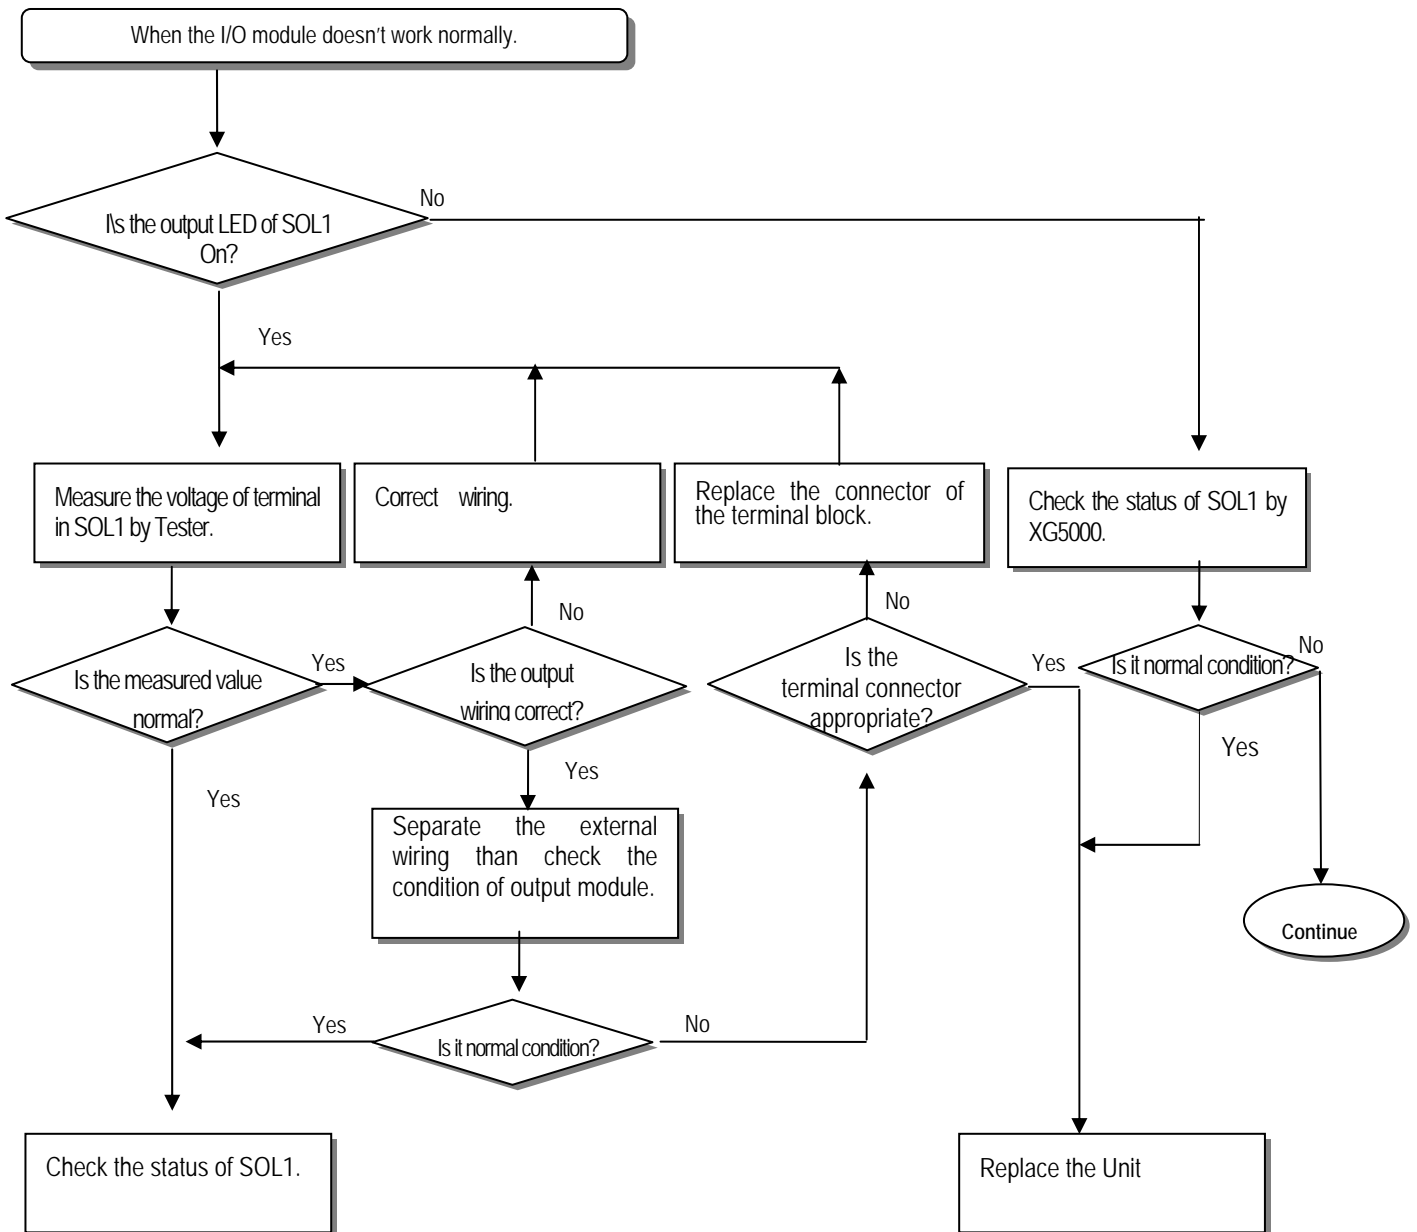 When the I/O module doesn't work normally.
No
I\s the output LED of SOL1
On?
Yes
Measure the voltage of terminal
in SOL1 by Tester.
Correct wiring.
Replace the connector of
the terminal block.
Check the status of SOL1 by
XG5000.
No
No
No
Is the measured value
normal?
Yes
Is the output
wiring correct?
Is the
terminal connector
appropriate?
Yes
Is it normal condition?
Yes
Yes
Yes
Separate the external
wiring than check the
condition of output module.
Continue
Yes
Is it normal condition?
No
Check the status of SOL1.
Replace the Unit